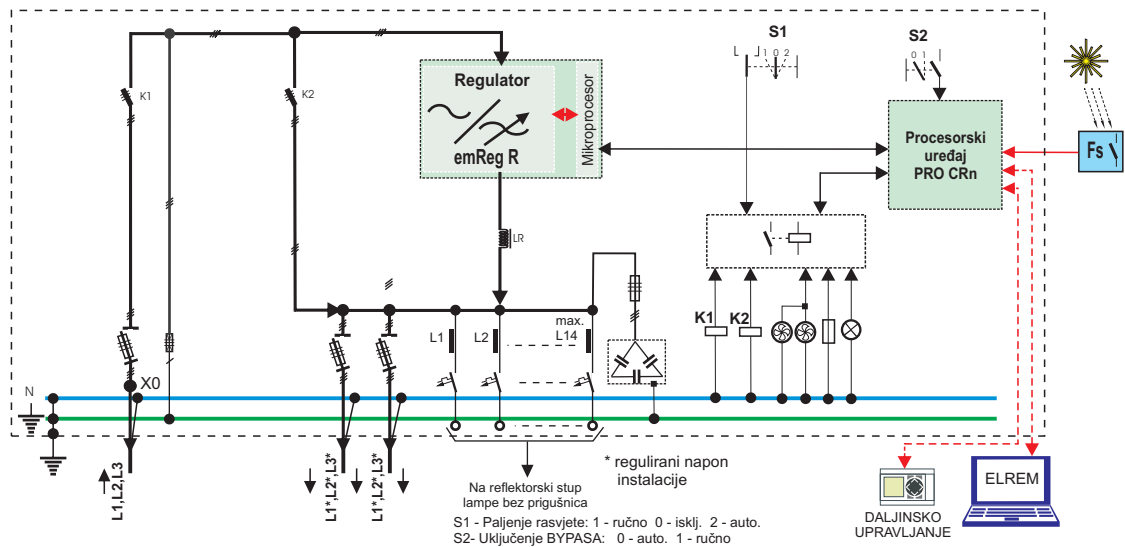 S1
S2
L
1 0 2
0 1
K1
K2
Regulator
emReg R
Mikroprocesor
Procesorski
uređaj
PRO CRn
Fs
LR
K1
K2
L1
L2
max.
L14
X0
N
L1,L2,L3
L1*,L2*,L3*
L1*,L2*,L3*
Na reflektorski stup
lampe bez prigušnica
* regulirani napon
instalacije
S1 - Paljenje rasvjete: 1 - ručno 0 - isklj. 2 - auto.
S2- Uključenje BYPASA: 0 - auto. 1 - ručno
DALJINSKO
UPRAVLJANJE
ELREM